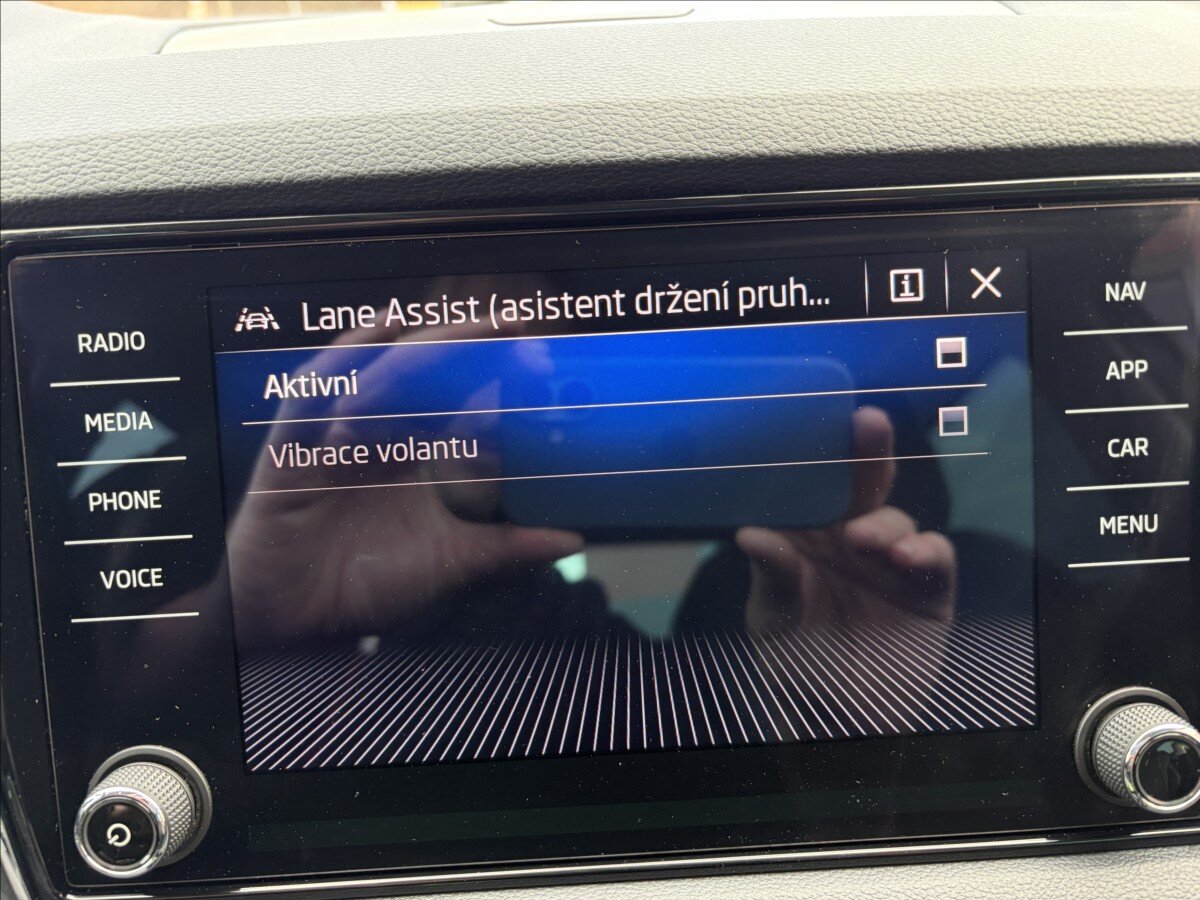 Lane Assist (asistent držení pruh...
Aktivní
Vibrace volantu
RADIO
MEDIA
PHONE
VOICE
NAV
APP
CAR
MENU